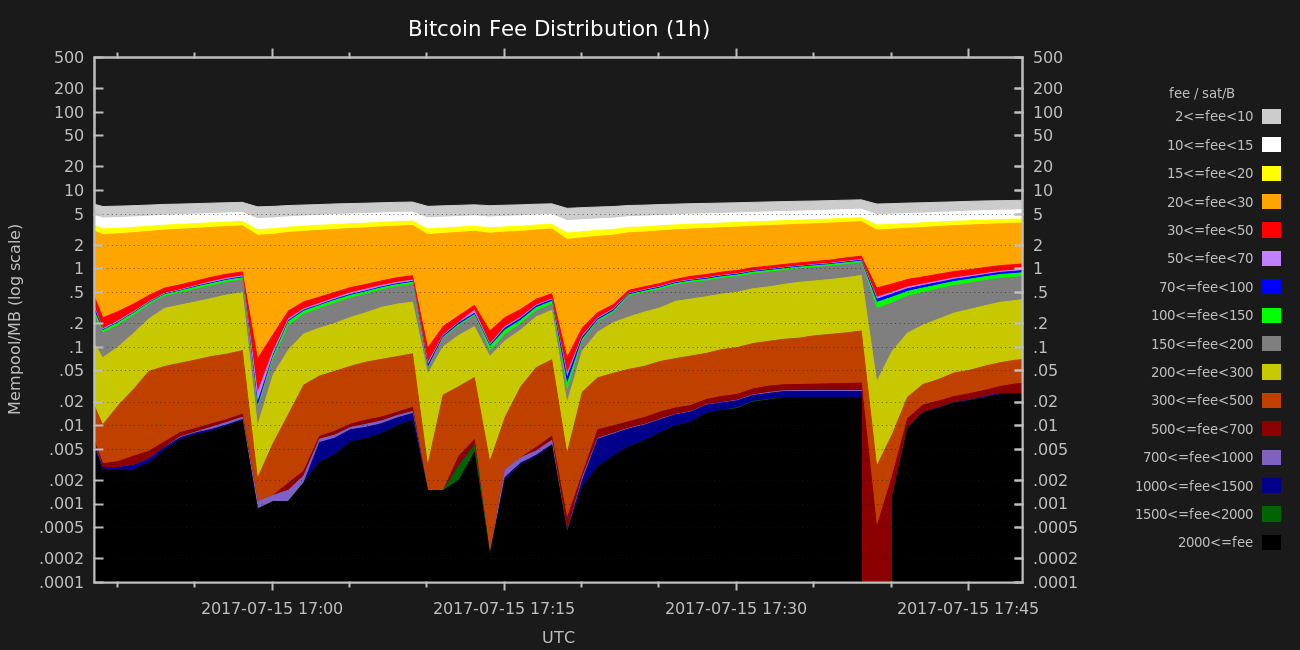 Bitcoin Fee Distribution (1h)
500 500
200 200
100 100
50 50
20 20
10 10
5 5
2 2
1 1
.5 .5
.2 .2
.1 .1
.05 .05
.02 .02
.01 .01
.005 .005
.002 .002
.001 .001
.0005 .0005
.0002 .0002
.0001 .0001
Mempool/MB (log scale)
2017-07-15 17:00 2017-07-15 17:15 2017-07-15 17:30 2017-07-15 17:45
UTC
fee / sat/B
2<=fee<10
10<=fee<15
15<=fee<20
20<=fee<30
30<=fee<50
50<=fee<70
70<=fee<100
100<=fee<150
150<=fee<200
200<=fee<300
300<=fee<500
500<=fee<700
700<=fee<1000
1000<=fee<1500
1500<=fee<2000
2000<=fee